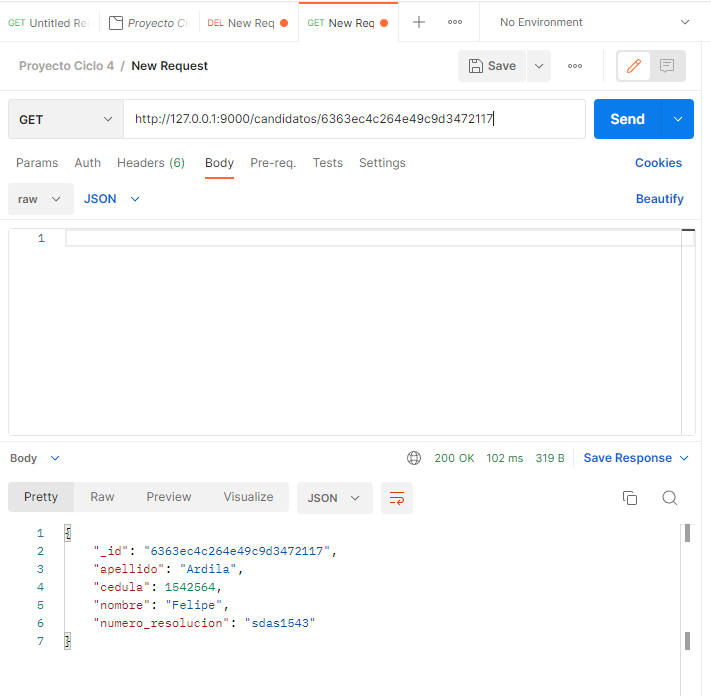 GET Untitled Re
Proyecto Ci
DEL New Req
GET New Req
No Environment
Proyecto Ciclo 4 / New Request
Save
GET
http://127.0.0.1:9000/candidatos/6363ec4c264e49c9d3472117
Send
Params Auth Headers (6) Body Pre-req. Tests Settings Cookies
raw JSON Beautify
1
Body 200 OK 102 ms 319 B Save Response
Pretty Raw Preview Visualize JSON
1 {
2 "_id": "6363ec4c264e49c9d3472117",
3 "apellido": "Ardila",
4 "cedula": 1542564,
5 "nombre": "Felipe",
6 "numero_resolucion": "sdas1543"
7 }